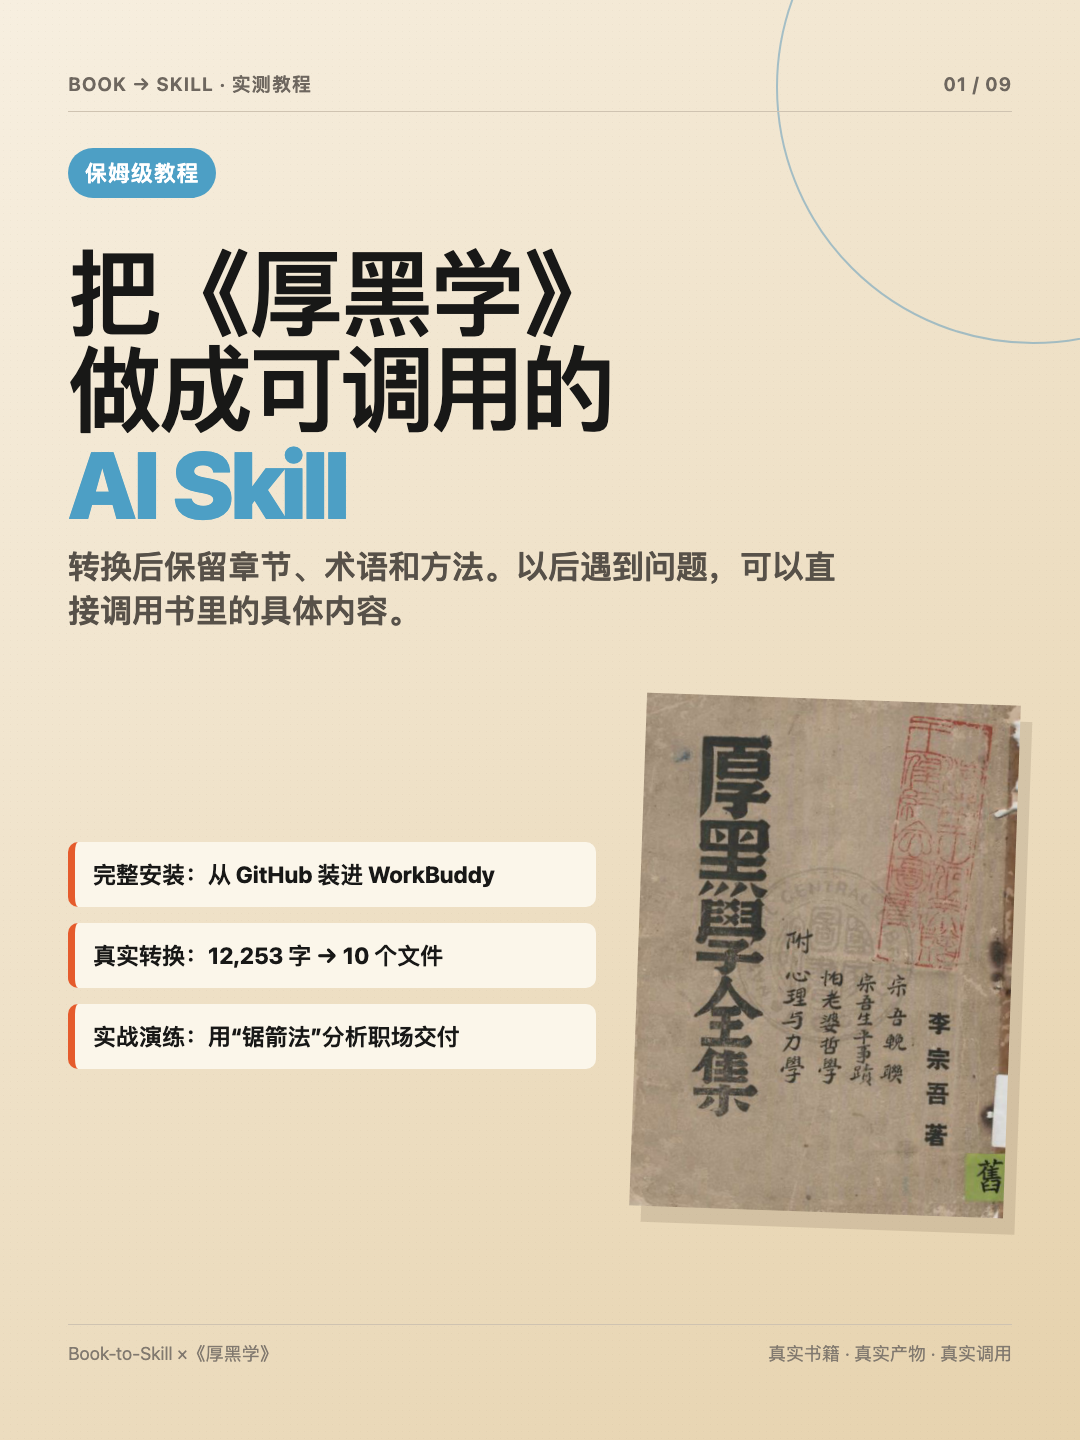 BOOK → SKILL · 实测教程
01 / 09
保姆级教程
把《厚黑学》
做成可调用的
AI Skill
转换后保留章节、术语和方法。以后遇到问题，可以直
接调用书里的具体内容。
完整安装：从 GitHub 装进 WorkBuddy
真实转换：12,253 字 → 10 个文件
实战演练：用“锯箭法”分析职场交付
厚黑學全集
附
心理与力學
怕老婆哲學
宗吾生平事蹟
宗吾輓聯
李宗吾著
舊
Book-to-Skill ×《厚黑学》
真实书籍 · 真实产物 · 真实调用